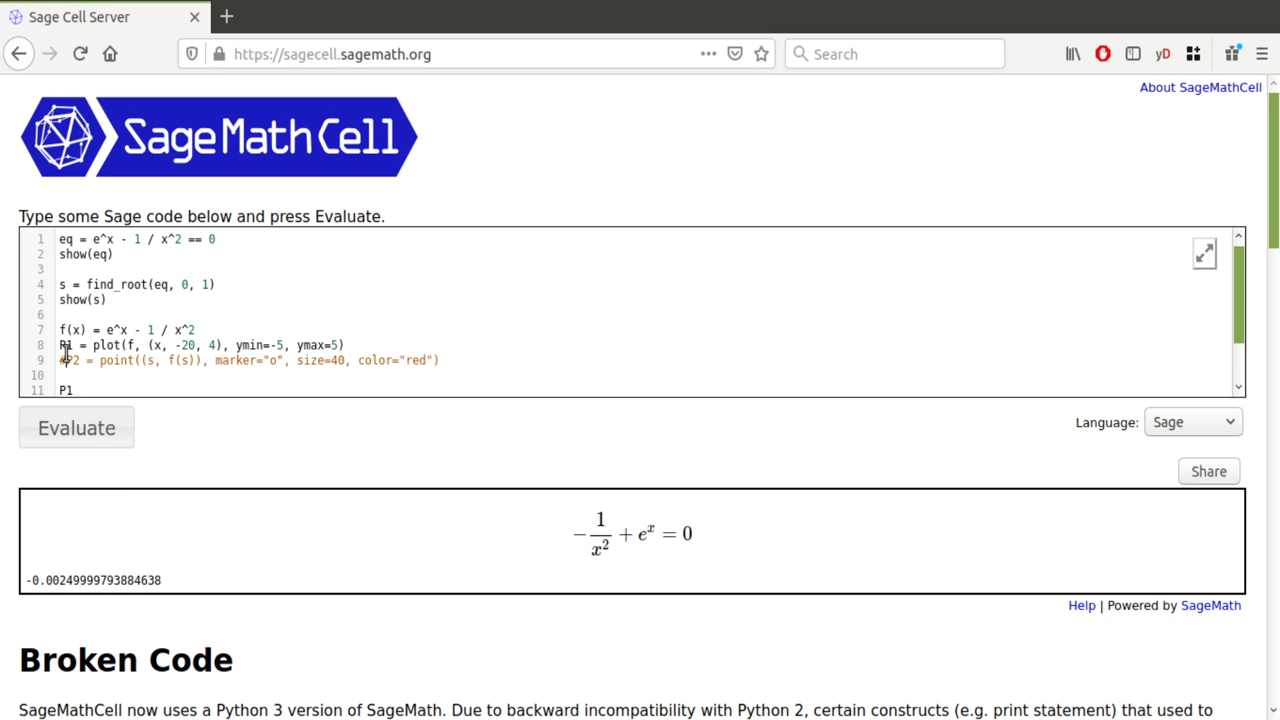 Sage Cell Server
https://sagecell.sagemath.org
Search
yD
About SageMathCell
SageMathCell
Type some Sage code below and press Evaluate.
1 eq = e^x - 1 / x^2 == 0
2 show(eq)
3
4 s = find_root(eq, 0, 1)
5 show(s)
6
7 f(x) = e^x - 1 / x^2
8 P1 = plot(f, (x, -20, 4), ymin=-5, ymax=5)
9 #P2 = point((s, f(s)), marker="o", size=40, color="red")
10
11 P1
Evaluate
Language: Sage
Share
-1/x² + eˣ = 0
-0.00249999793884638
Help | Powered by SageMath
Broken Code
SageMathCell now uses a Python 3 version of SageMath. Due to backward incompatibility with Python 2, certain constructs (e.g. print statement) that used to